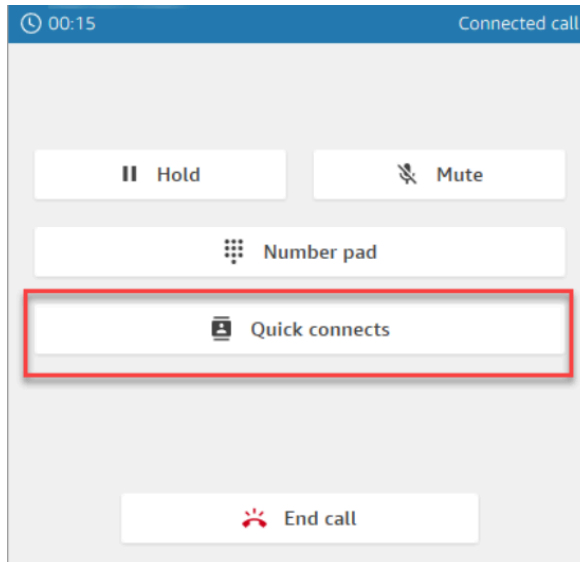 00:15 Connected call
Hold Mute
Number pad
Quick connects
End call